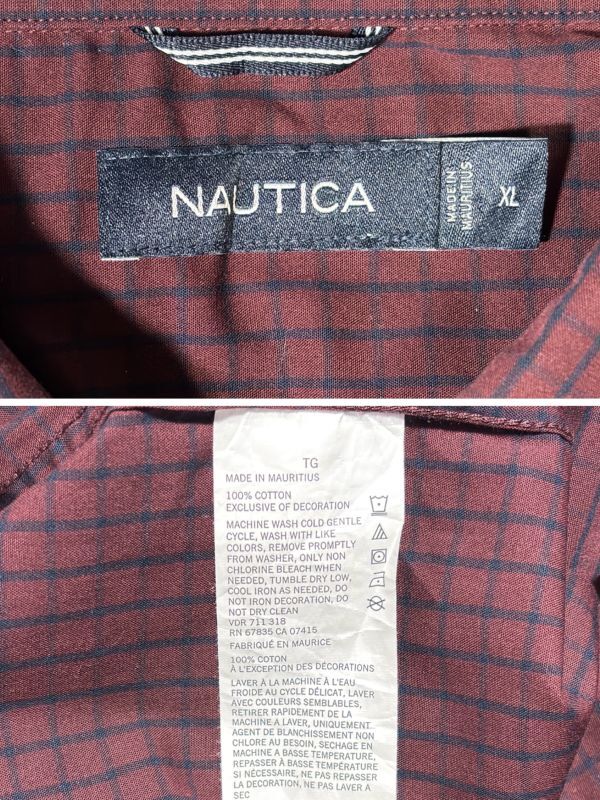 NAUTICA
MADE IN
MAURITIUS
XL
TG
MADE IN MAURITIUS
100% COTTON
EXCLUSIVE OF DECORATION
MACHINE WASH COLD GENTLE
CYCLE, WASH WITH LIKE
COLORS, REMOVE PROMPTLY
FROM WASHER, ONLY NON
CHLORINE BLEACH WHEN
NEEDED, TUMBLE DRY LOW,
COOL IRON AS NEEDED, DO
NOT IRON DECORATION, DO
NOT DRY CLEAN
VDR 711 318
RN 67835 CA 07415
FABRIQUÉ EN MAURICE
100% COTON
À L'EXCEPTION DES DÉCORATIONS
LAVER À LA MACHINE À L'EAU
FROIDE AU CYCLE DÉLICAT, LAVER
AVEC COULEURS SEMBLABLES,
RETIRER RAPIDEMENT DE LA
MACHINE A LAVER, UNIQUEMENT
AGENT DE BLANCHISSEMENT NON
CHLORE AU BESOIN, SECHAGE EN
MACHINE A BASSE TEMPERATURE,
REPASSER À BASSE TEMPÉRATURE
SI NÉCESSAIRE, NE PAS REPASSER
LA DECORATION, NE PAS LAVER A
SEC